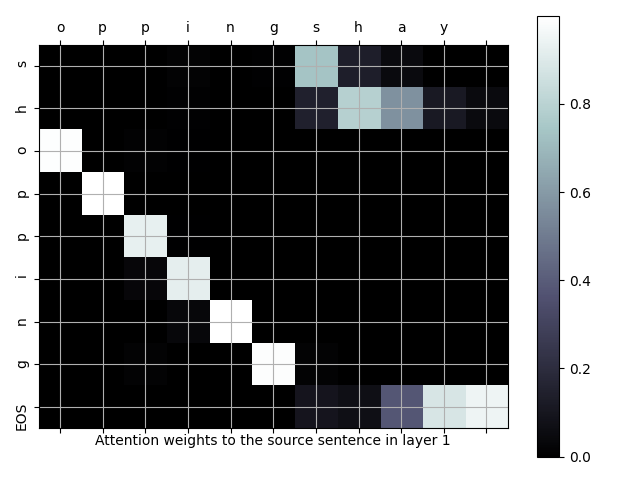 o p p i n g s h a y
s
h
o
p
p
i
n
g
EOS
0.8
0.6
0.4
0.2
0.0
Attention weights to the source sentence in layer 1